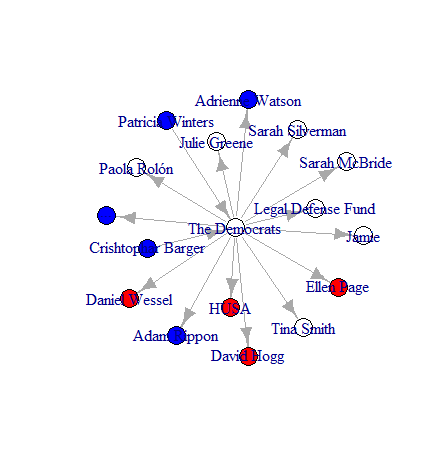 Adrienne Watson
Patricia Winters
Sarah Silverman
Julie Greene
Sarah McBride
Paola Rolón
Legal Defense Fund
The Democrats
Jamie
Crishtopher Barger
Ellen Page
Daniel Wessel
HUSA
Tina Smith
Adam Rippon
David Hogg